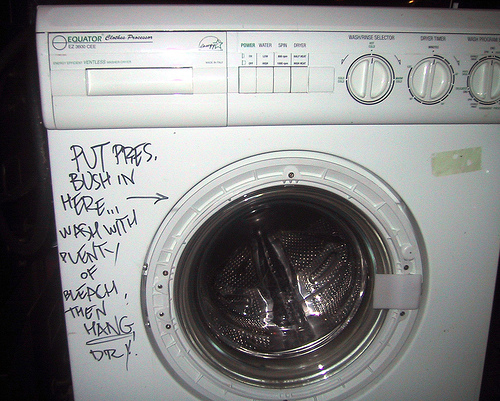 EQUATOR Clothes Processor
EZ 3600 CEE
ENERGY EFFICIENT VENTLESS WASHER-DRYER
POWER WATER SPIN DRYER
WASH/RINSE SELECTOR
DRYER TIMER
WASH PROGRAM
PUT PRES.
BUSH IN
HERE...
WASH WITH
PLENTY
OF
BLEACH,
THEN
HANG
DRY.